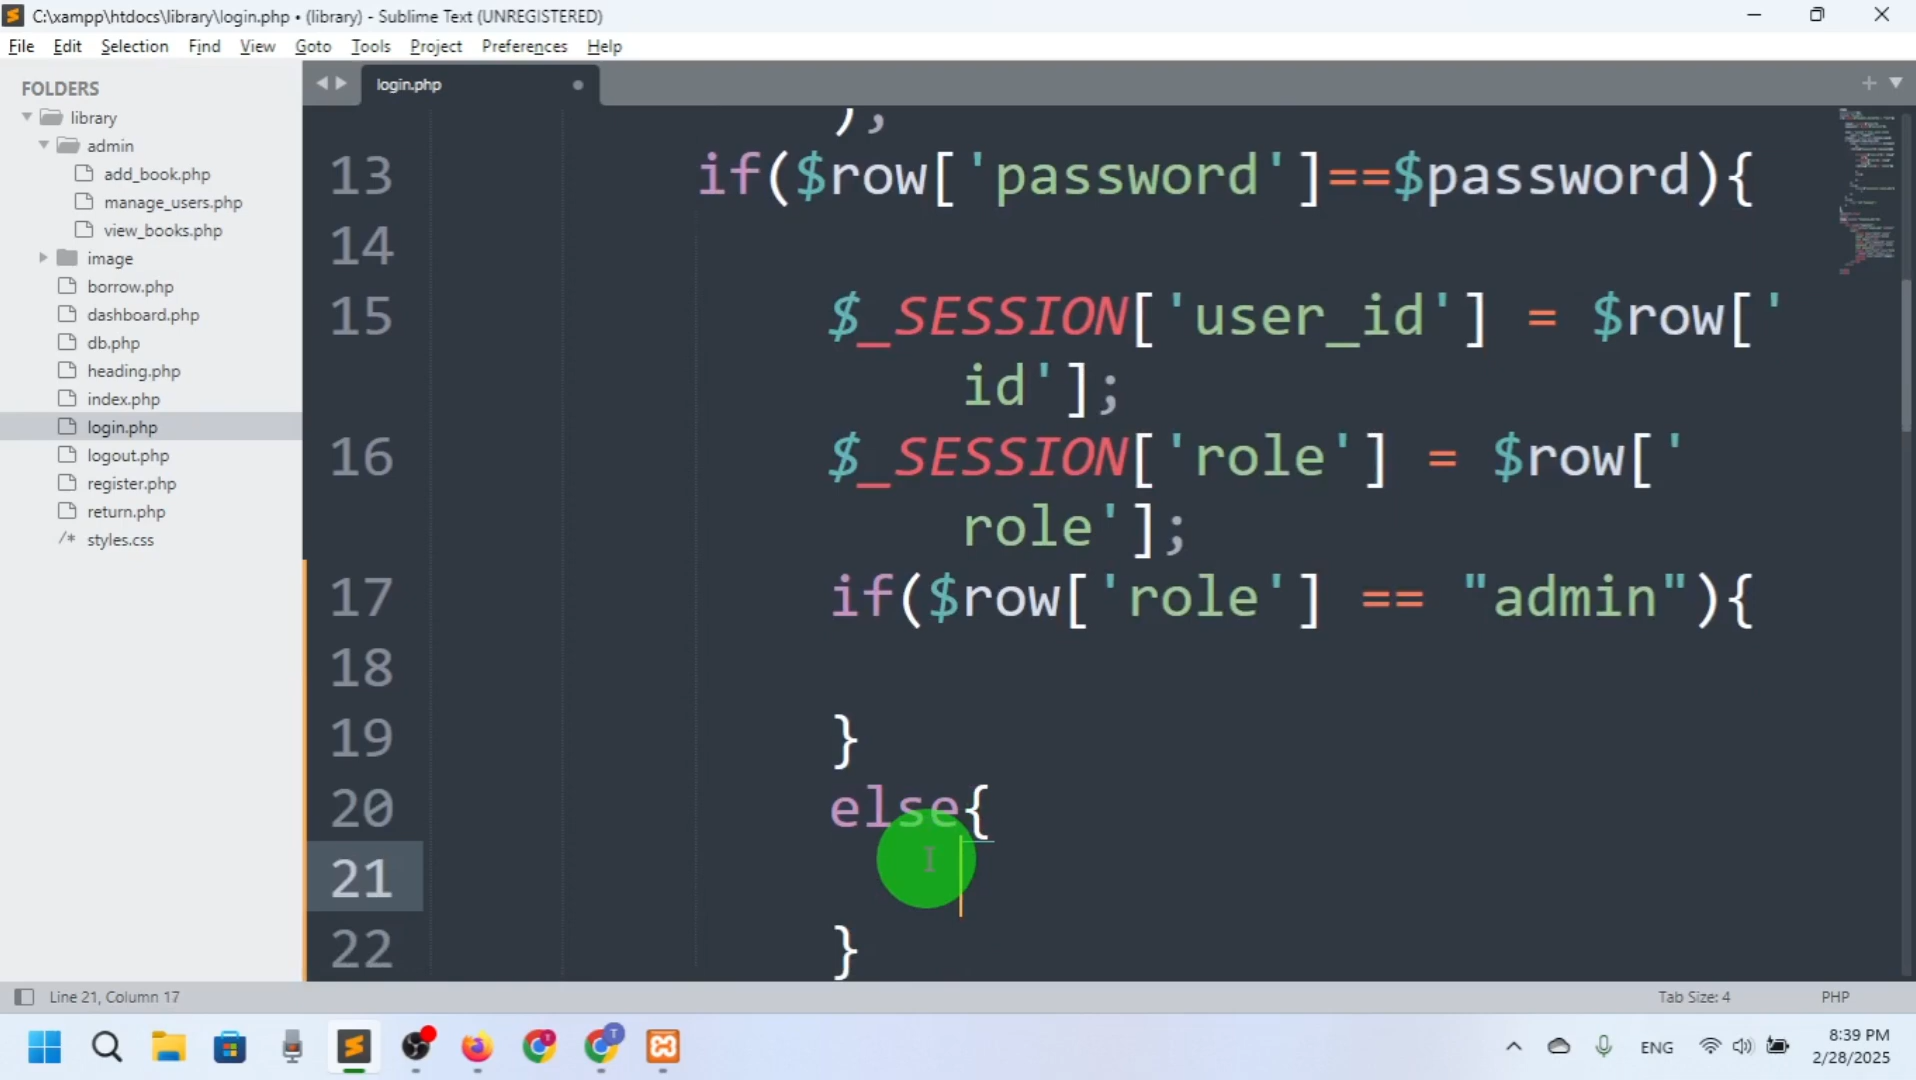 C:\xampp\htdocs\library\login.php • (library) - Sublime Text (UNREGISTERED)
File Edit Selection Find View Goto Tools Project Preferences Help
FOLDERS
library
admin
add_book.php
manage_users.php
view_books.php
image
borrow.php
dashboard.php
db.php
heading.php
index.php
login.php
logout.php
register.php
return.php
/* styles.css
login.php
);
13 if($row['password']==$password){
14
15 $_SESSION['user_id'] = $row['
id'];
16 $_SESSION['role'] = $row['
role'];
17 if($row['role'] == "admin"){
18
19 }
20 else{
21
22 }
Line 21, Column 17
Tab Size: 4
PHP
ENG
8:39 PM
2/28/2025